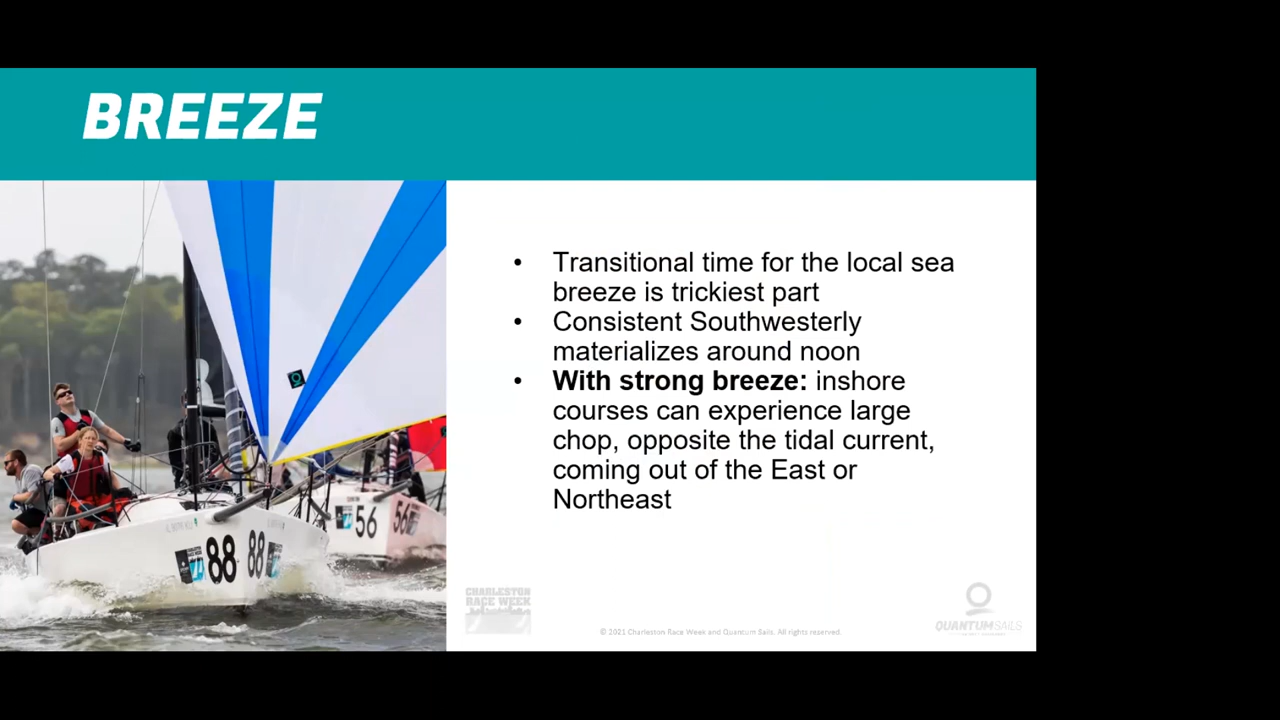 BREEZE
• Transitional time for the local sea
breeze is trickiest part
• Consistent Southwesterly
materializes around noon
• With strong breeze: inshore
courses can experience large
chop, opposite the tidal current,
coming out of the East or
Northeast
56
56
88
88
CHARLESTON
RACE WEEK
© 2021 Charleston Race Week and Quantum Sails. All rights reserved.
QUANTUMSAILS